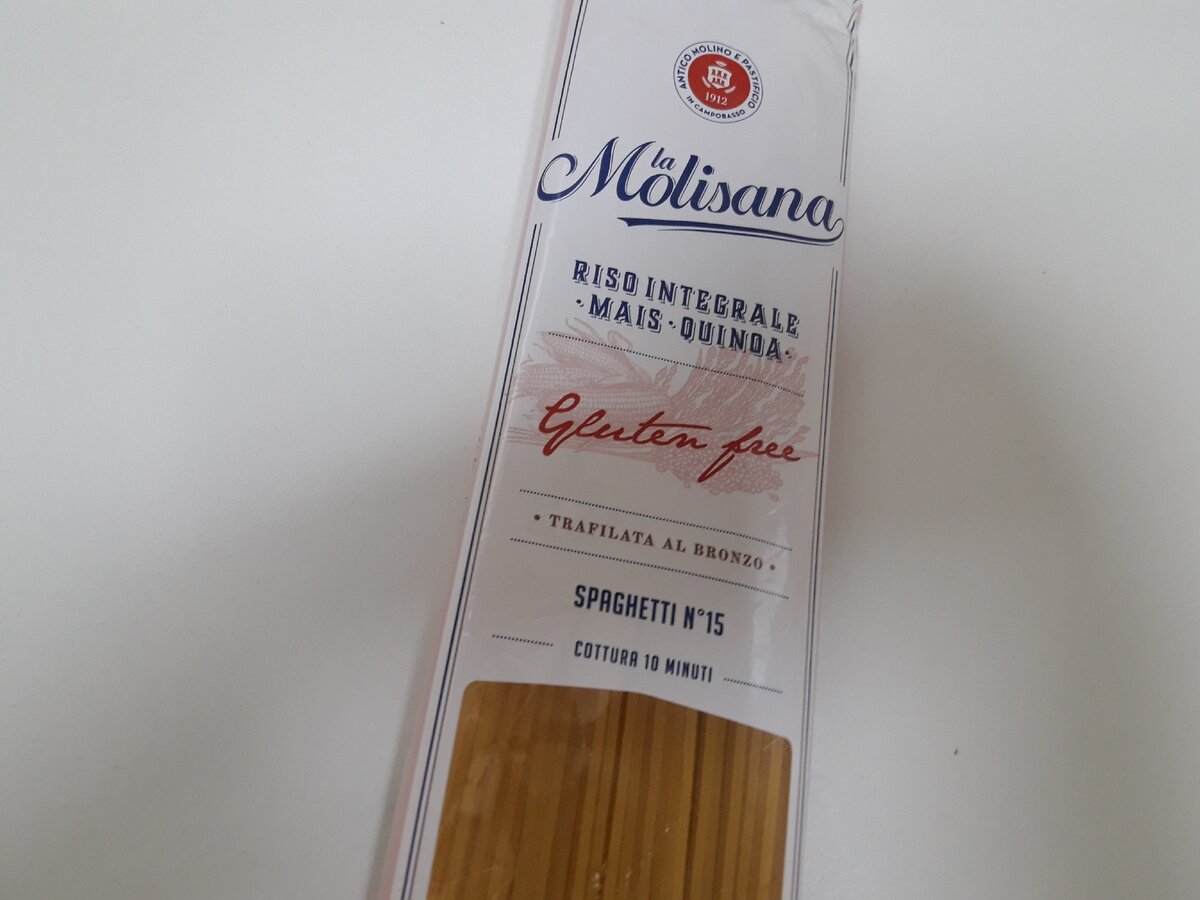 ANTICO MOLINO E PASTIFICIO
1912
IN CAMPOBASSO
la
Molisana
RISO INTEGRALE
·MAIS·QUINOA·
Gluten free
• TRAFILATA AL BRONZO •
SPAGHETTI N°15
COTTURA 10 MINUTI